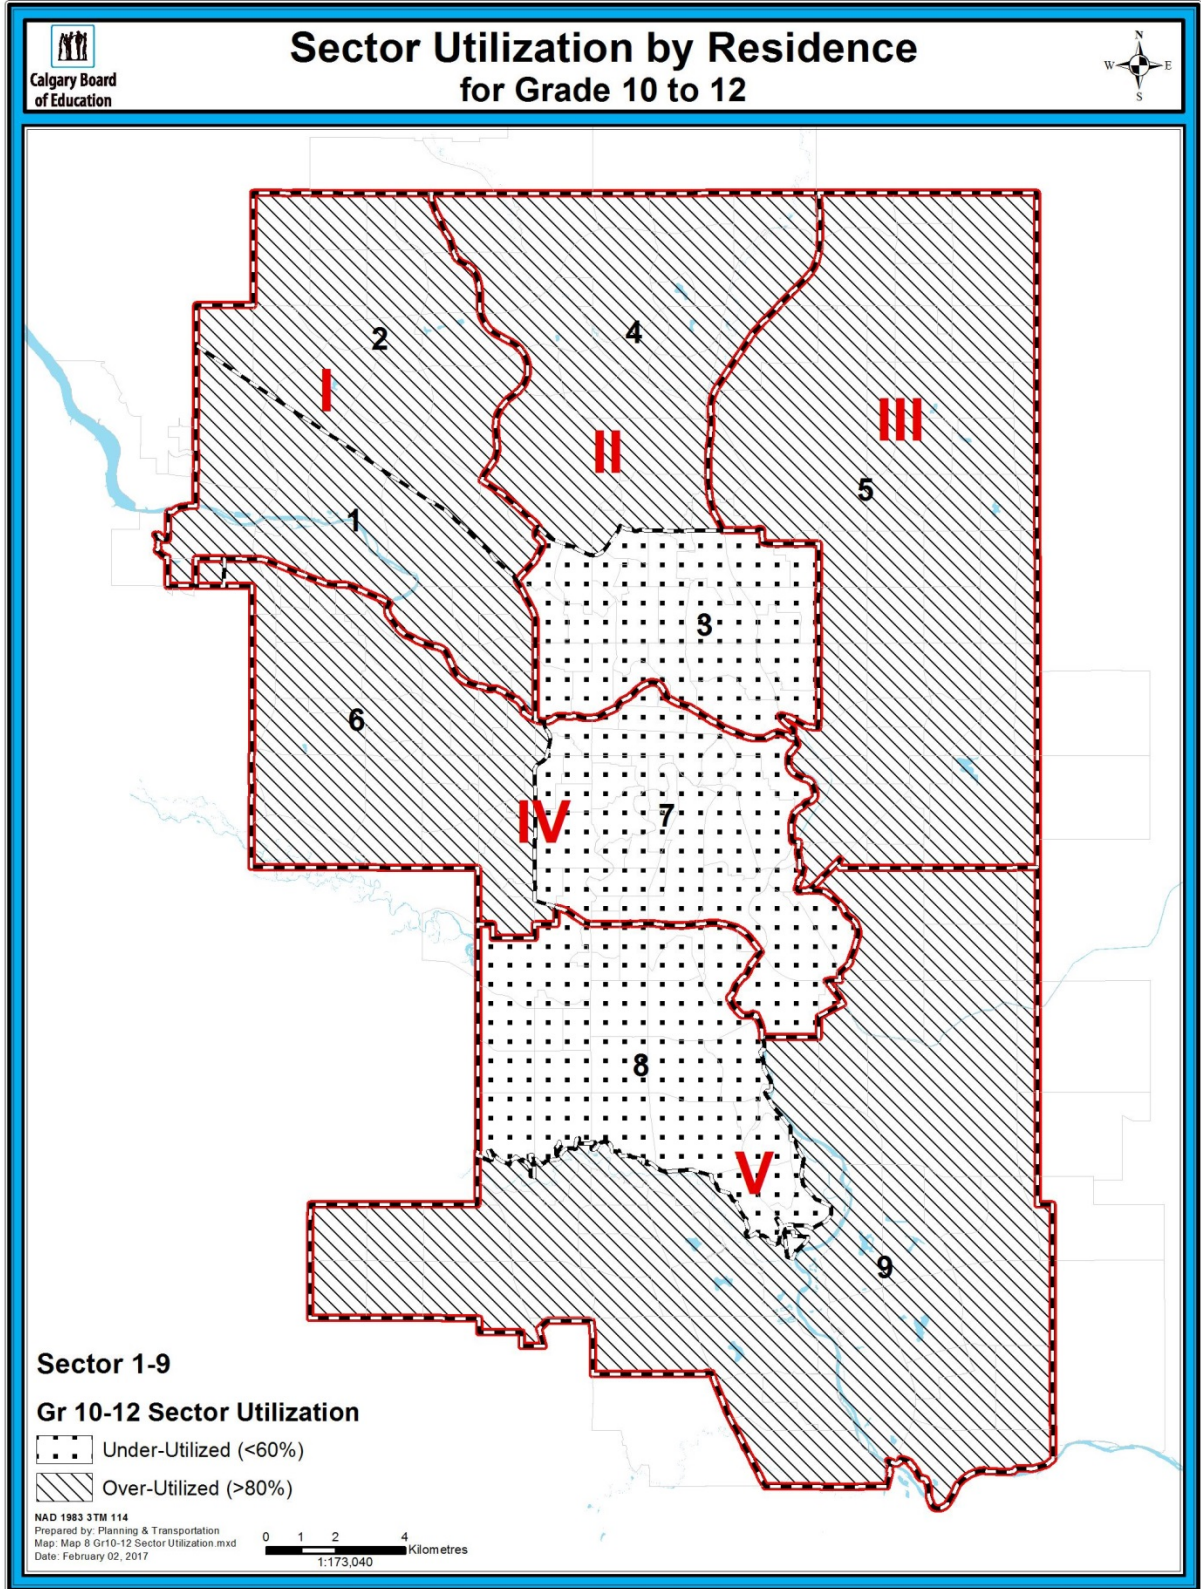 Calgary Board
of Education
Sector Utilization by Residence
for Grade 10 to 12
N
W E
S
2
4
I
II
III
5
1
3
6
7
IV
8
V
9
Sector 1-9
Gr 10-12 Sector Utilization
Under-Utilized (<60%)
Over-Utilized (>80%)
NAD 1983 3TM 114
Prepared by: Planning & Transportation
Map: Map 8 Gr10-12 Sector Utilization.mxd
Date: February 02, 2017
0 1 2 4
Kilometres
1:173,040